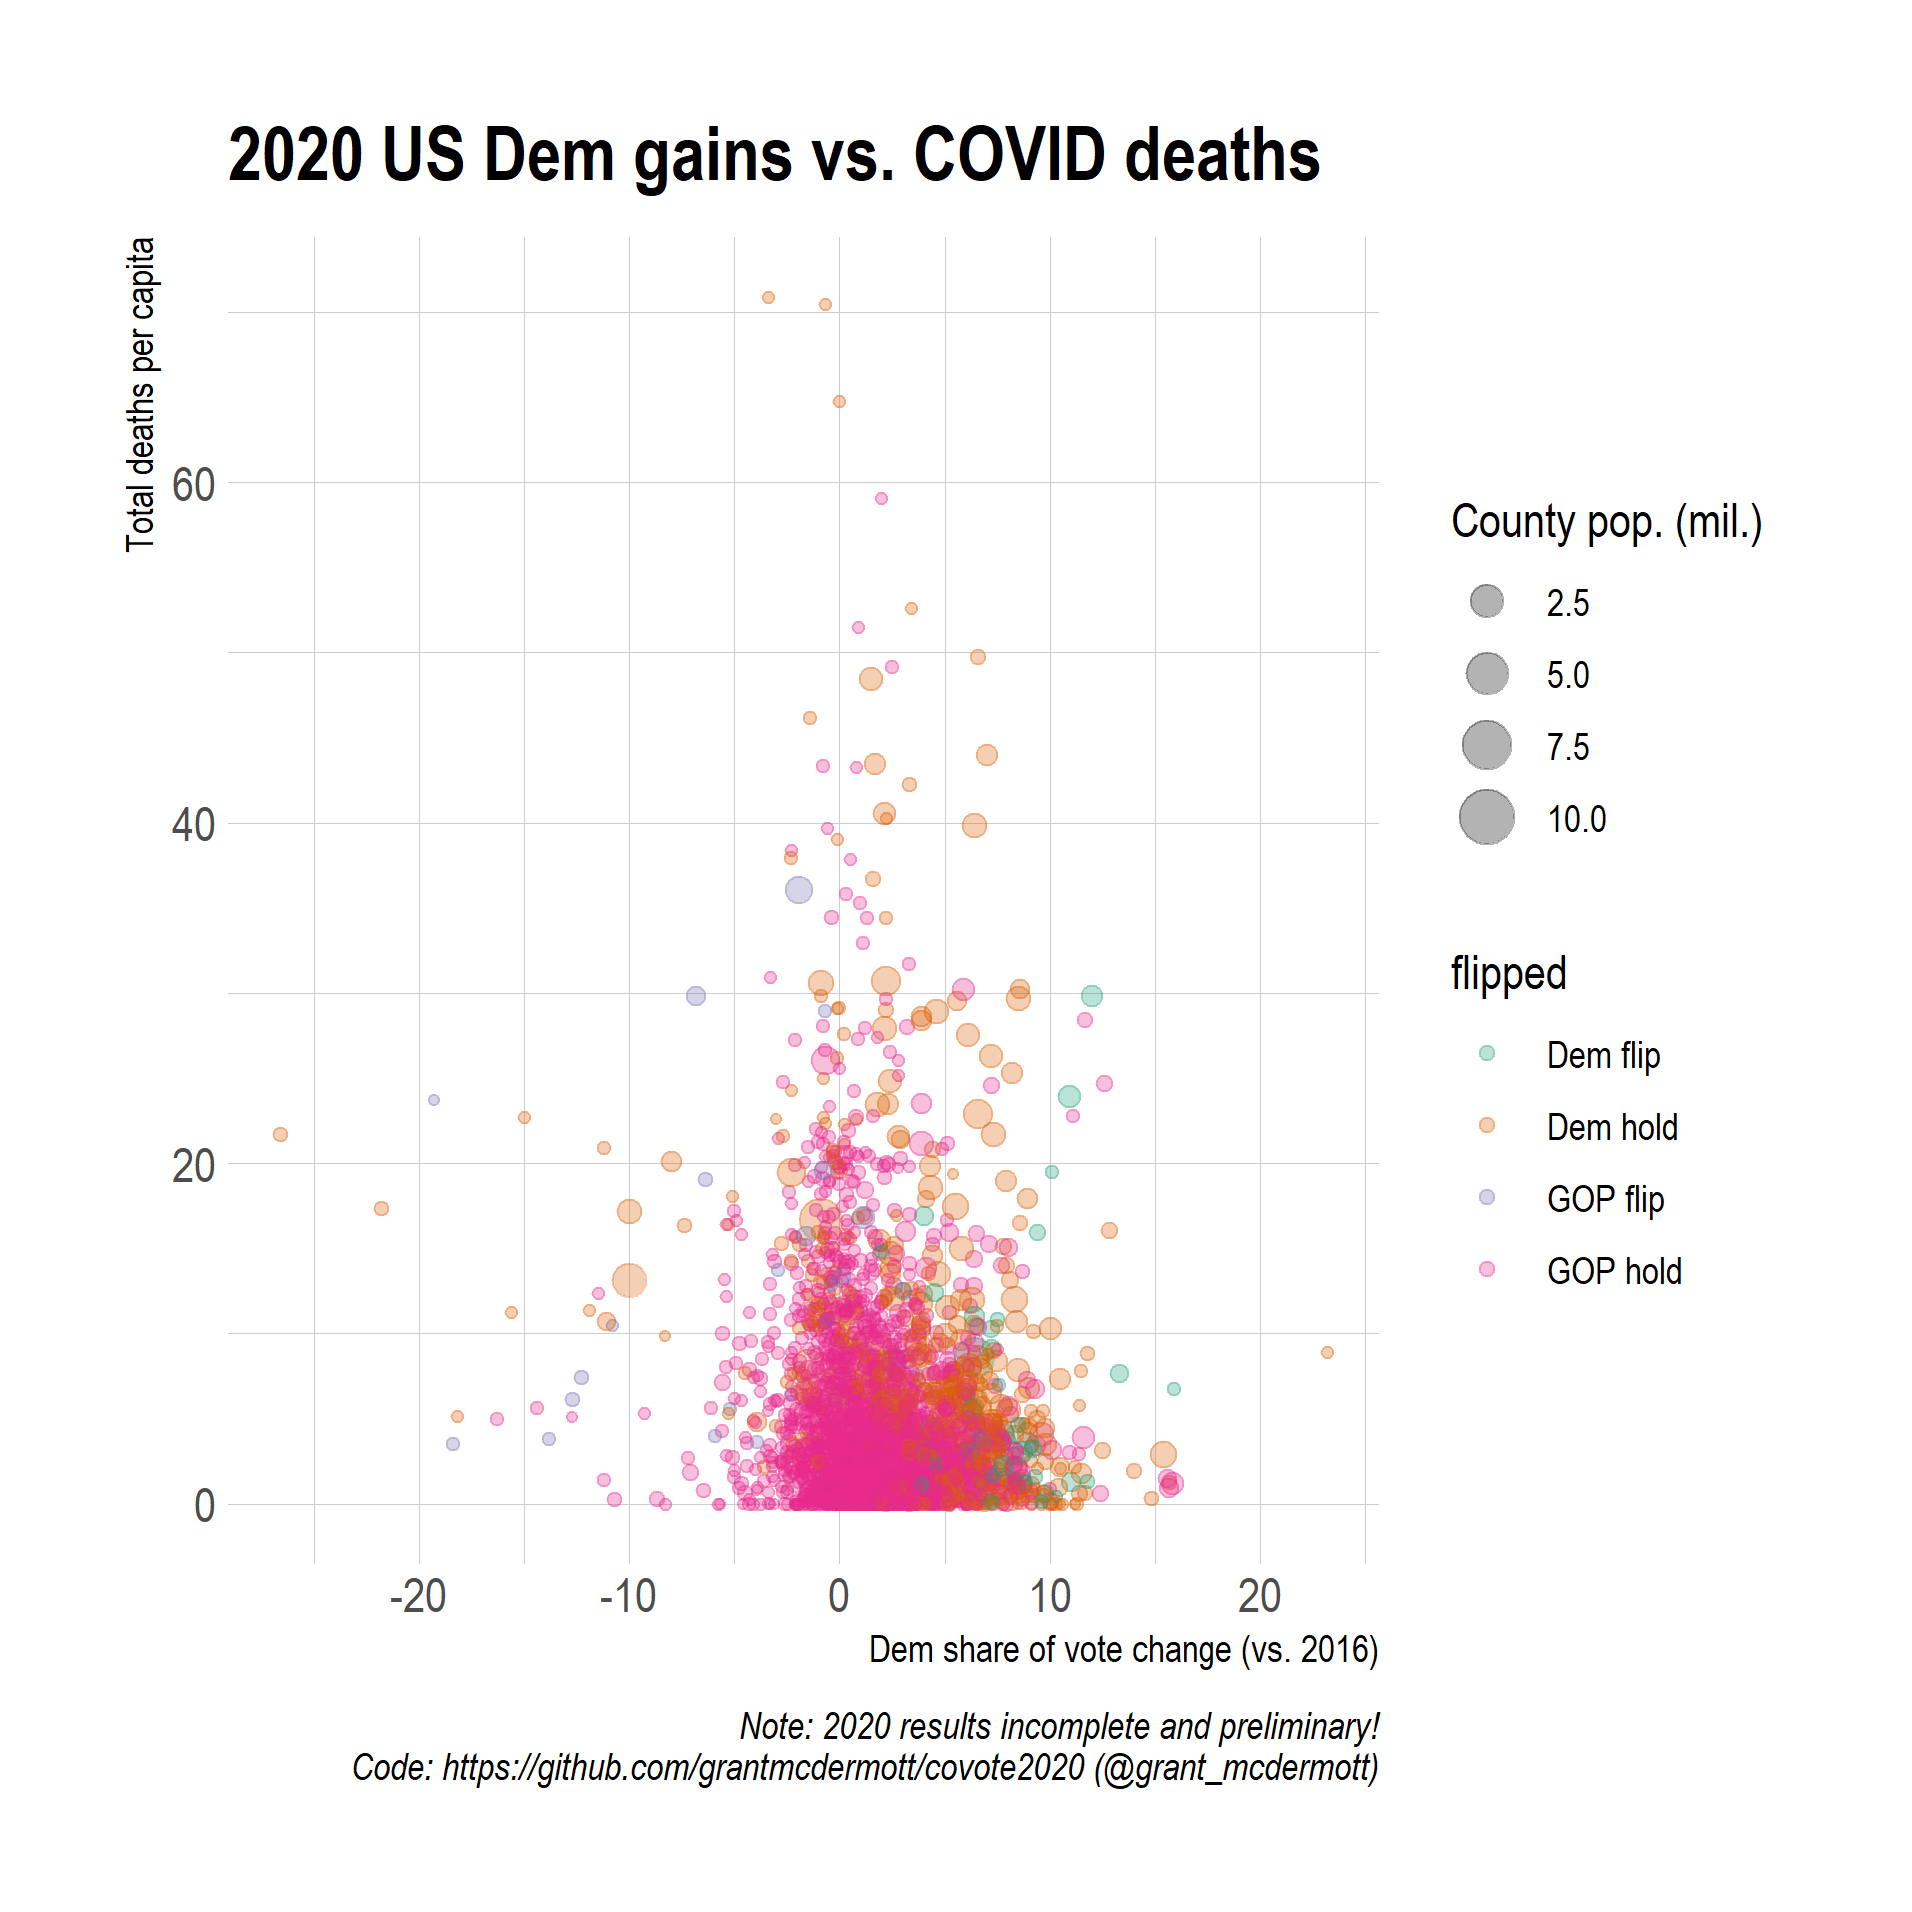 2020 US Dem gains vs. COVID deaths
Total deaths per capita
60
40
20
0
-20
-10
0
10
20
Dem share of vote change (vs. 2016)
County pop. (mil.)
2.5
5.0
7.5
10.0
flipped
Dem flip
Dem hold
GOP flip
GOP hold
Note: 2020 results incomplete and preliminary!
Code: https://github.com/grantmcdermott/covote2020 (@grant_mcdermott)